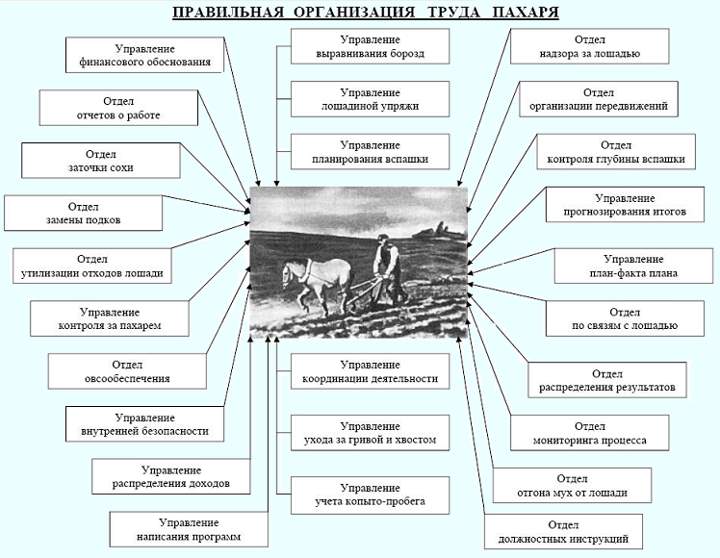 ПРАВИЛЬНАЯ ОРГАНИЗАЦИЯ ТРУДА ПАХАРЯ
Управление
финансового обоснования
Отдел
отчетов о работе
Отдел
заточки сохи
Отдел
замены подков
Отдел
утилизации отходов лошади
Управление
контроля за пахарем
Отдел
овсообеспечения
Управление
внутренней безопасности
Управление
распределения доходов
Управление
написания программ
Управление
выравнивания борозд
Управление
лошадиной упряжи
Управление
планирования вспашки
Управление
координации деятельности
Управление
ухода за гривой и хвостом
Управление
учета копыто-пробега
Отдел
надзора за лошадью
Отдел
организации передвижений
Отдел
контроля глубины вспашки
Управление
прогнозирования итогов
Управление
план-факта плана
Отдел
по связям с лошадью
Отдел
распределения результатов
Отдел
мониторинга процесса
Отдел
отгона мух от лошади
Отдел
должностных инструкций